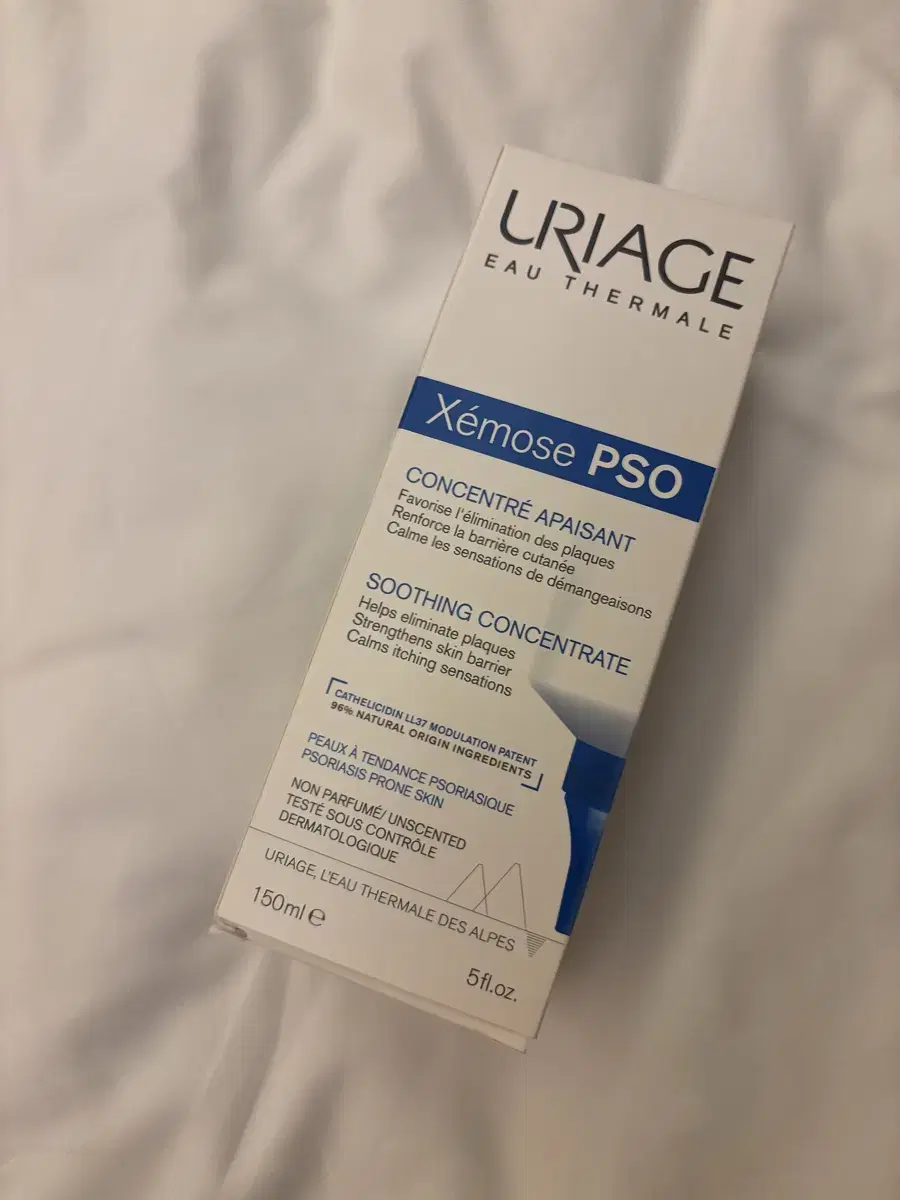 URIAGE
EAU THERMALE
Xémose PSO
CONCENTRÉ APAISANT
Favorise l'élimination des plaques
Renforce la barrière cutanée
Calme les sensations de démangeaisons
SOOTHING CONCENTRATE
Helps eliminate plaques
Strengthens skin barrier
Calms itching sensations
CATHELICIDIN LL37 MODULATION PATENT
96% NATURAL ORIGIN INGREDIENTS
PEAUX À TENDANCE PSORIASIQUE
PSORIASIS PRONE SKIN
NON PARFUMÉ/ UNSCENTED
TESTÉ SOUS CONTRÔLE
DERMATOLOGIQUE
URIAGE, L'EAU THERMALE DES ALPES
150ml ℮
5fl.oz.